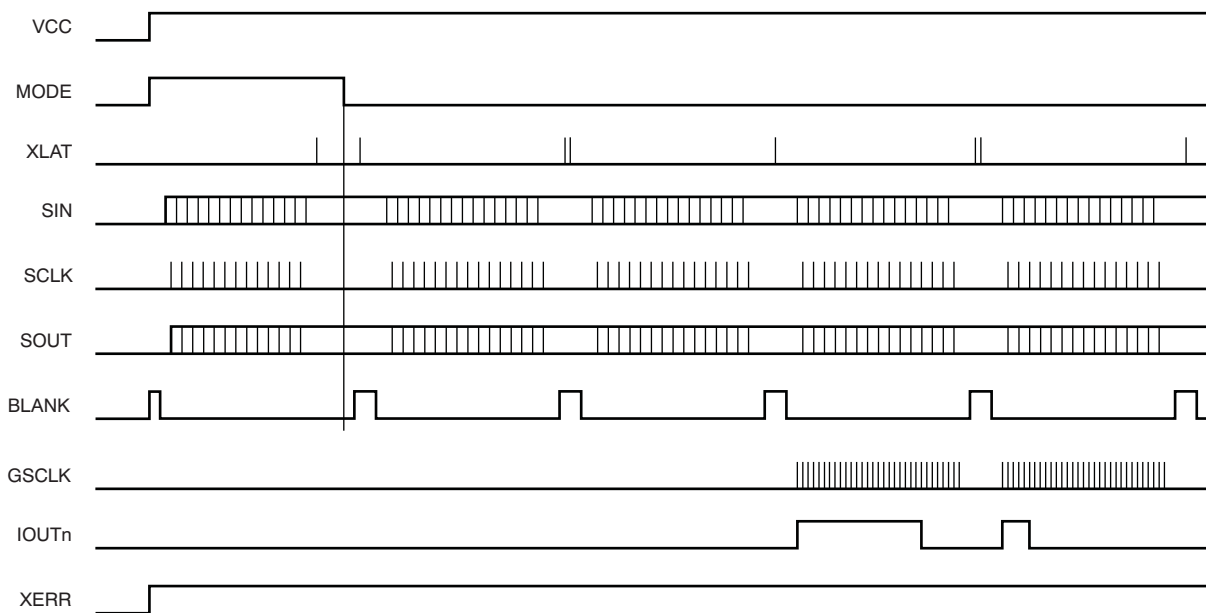 VCC
MODE
XLAT
SIN
SCLK
SOUT
BLANK
GSCLK
IOUTn
XERR